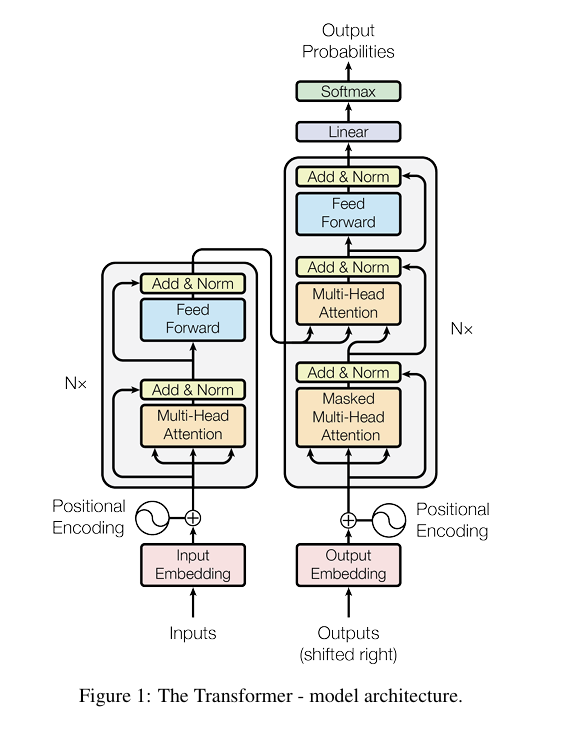 Output
Probabilities
Softmax
Linear
Add & Norm
Feed
Forward
Add & Norm
Multi-Head
Attention
N×
Add & Norm
Masked
Multi-Head
Attention
Positional
Encoding
Output
Embedding
Outputs
(shifted right)
Add & Norm
Feed
Forward
N×
Add & Norm
Multi-Head
Attention
Positional
Encoding
Input
Embedding
Inputs
Figure 1: The Transformer - model architecture.